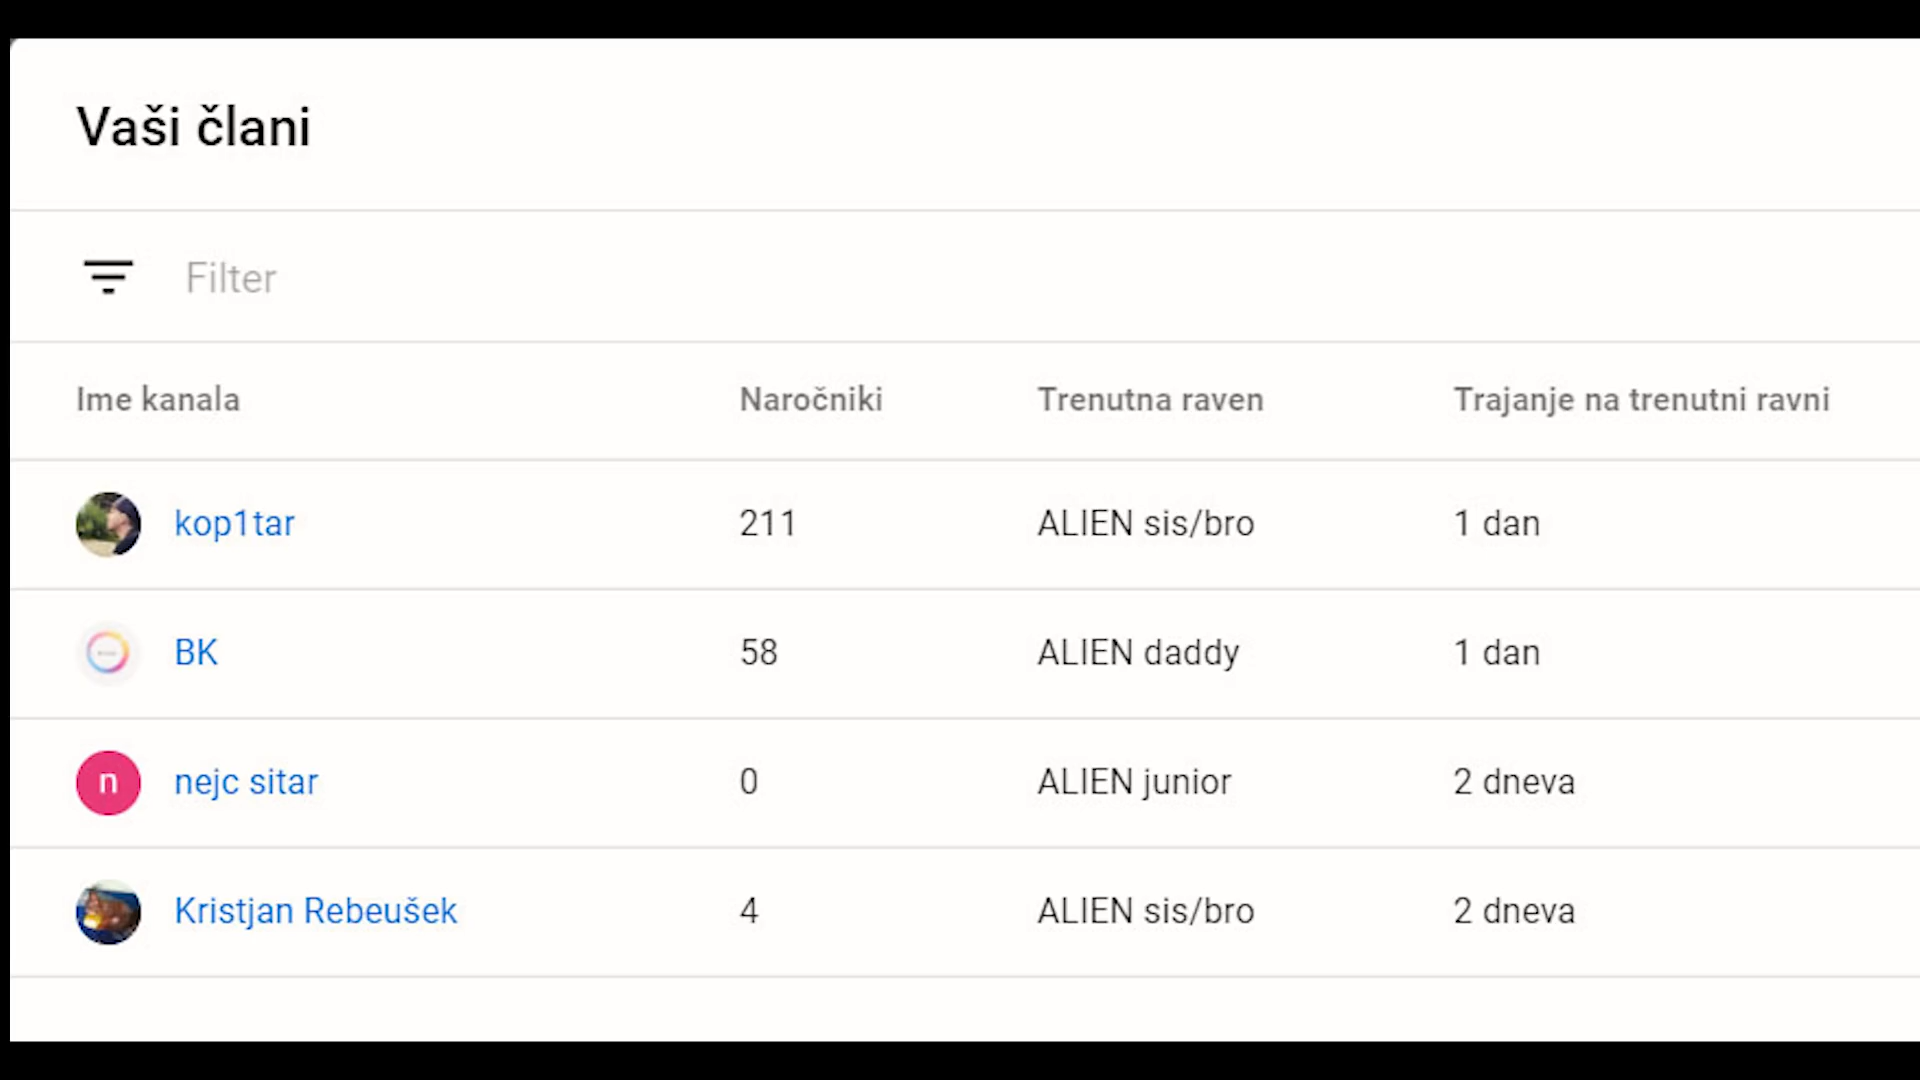 Vaši člani
Filter
Ime kanala Naročniki Trenutna raven Trajanje na trenutni ravni
kop1tar 211 ALIEN sis/bro 1 dan
BK 58 ALIEN daddy 1 dan
n nejc sitar 0 ALIEN junior 2 dneva
Kristjan Rebeušek 4 ALIEN sis/bro 2 dneva